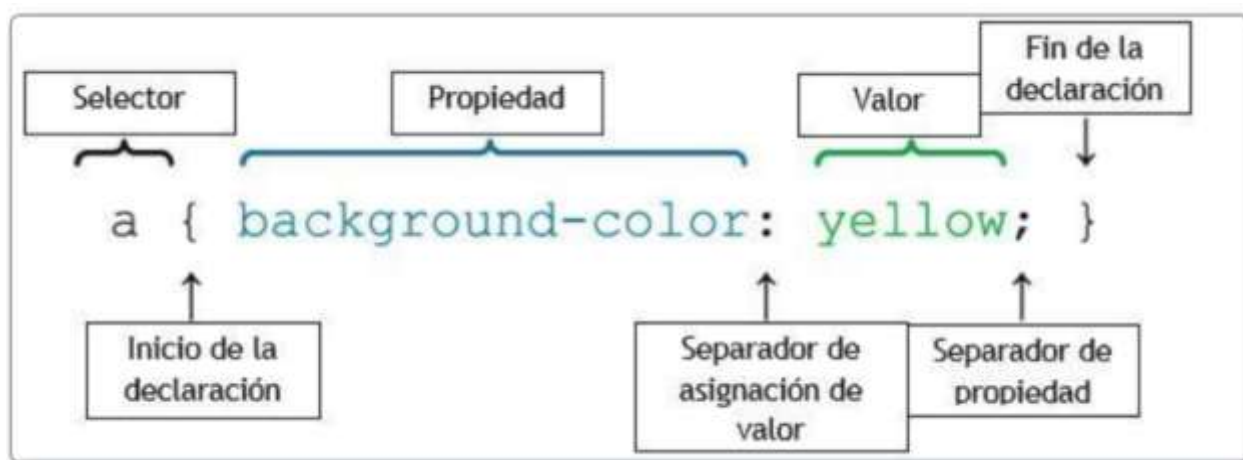 Fin de la
declaración
Selector
Propiedad
Valor
a { background-color: yellow; }
Inicio de la
declaración
Separador de
asignación de
valor
Separador de
propiedad